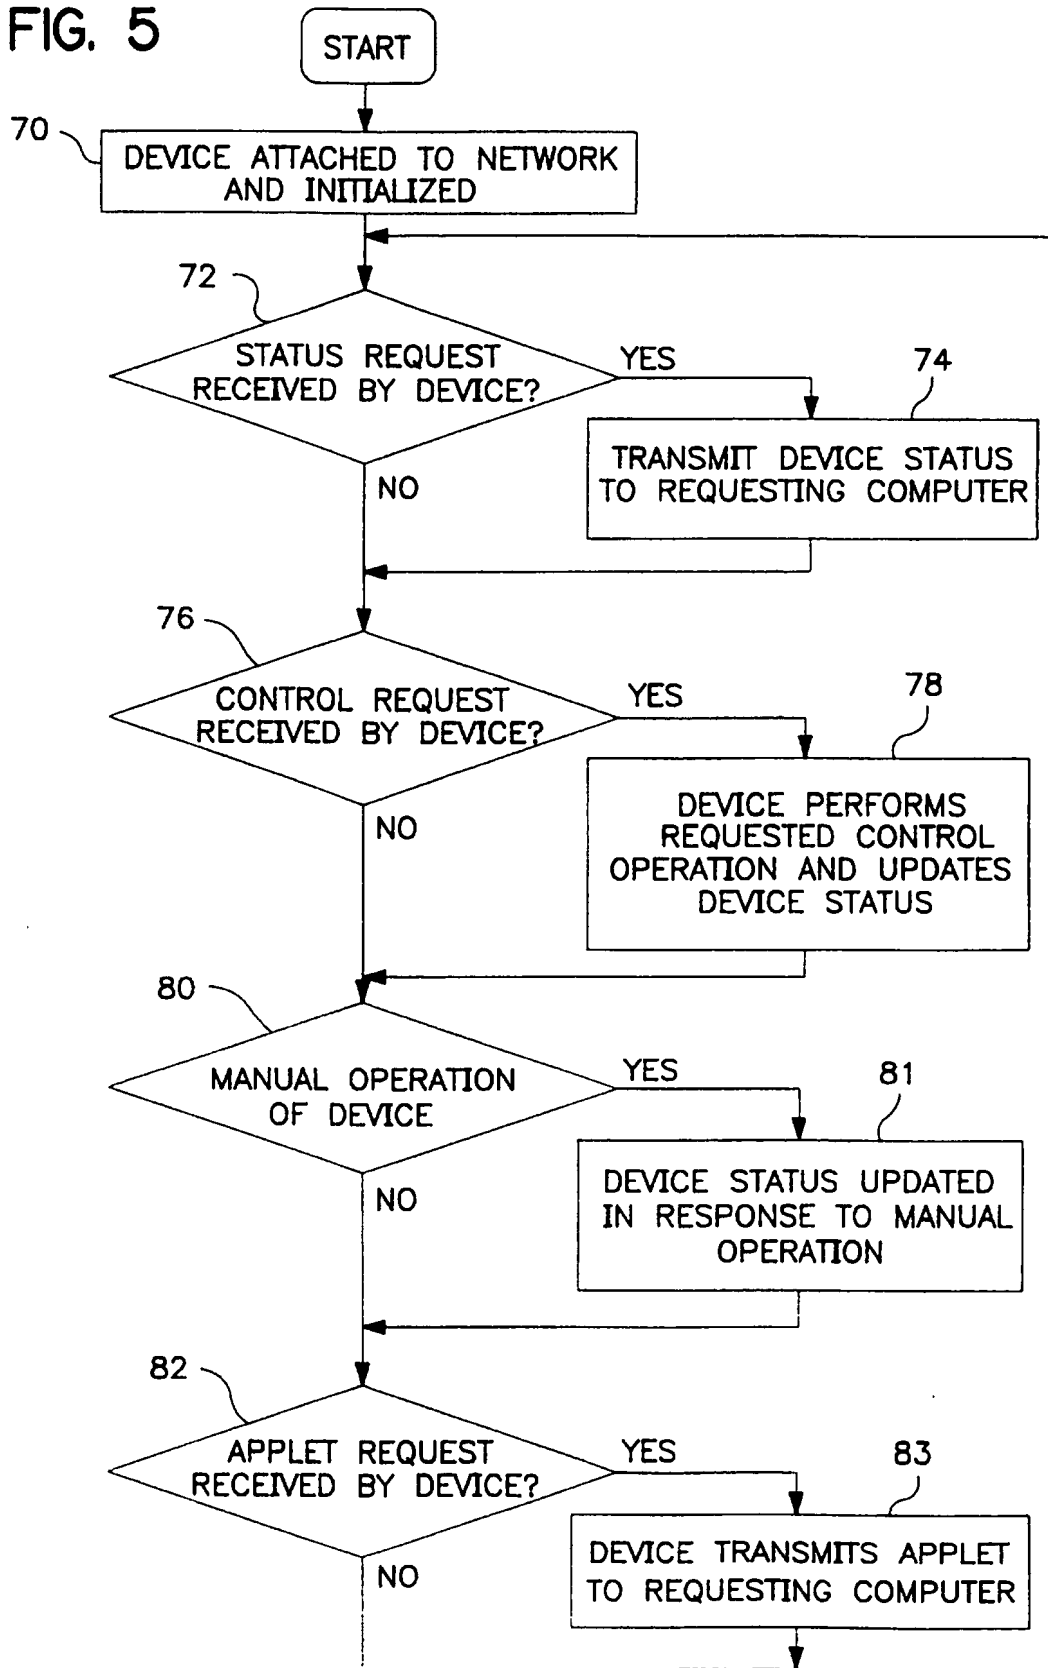 FIG. 5
START
70
DEVICE ATTACHED TO NETWORK
AND INITIALIZED
72
STATUS REQUEST
RECEIVED BY DEVICE?
YES
74
TRANSMIT DEVICE STATUS
TO REQUESTING COMPUTER
NO
76
CONTROL REQUEST
RECEIVED BY DEVICE?
YES
78
DEVICE PERFORMS
REQUESTED CONTROL
OPERATION AND UPDATES
DEVICE STATUS
NO
80
MANUAL OPERATION
OF DEVICE
YES
81
DEVICE STATUS UPDATED
IN RESPONSE TO MANUAL
OPERATION
NO
82
APPLET REQUEST
RECEIVED BY DEVICE?
YES
83
DEVICE TRANSMITS APPLET
TO REQUESTING COMPUTER
NO